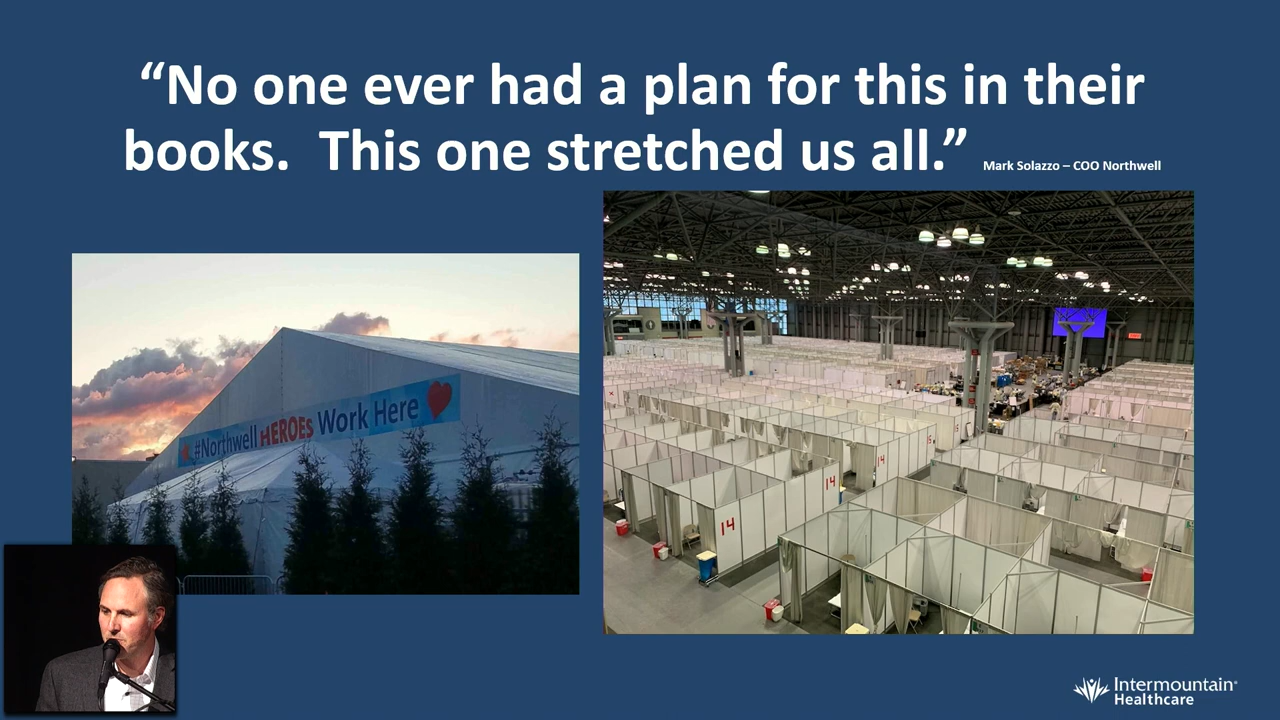 “No one ever had a plan for this in their
books.  This one stretched us all.” Mark Solazzo – COO Northwell
#Northwell HEROES Work Here
14
14
14
Intermountain®
Healthcare